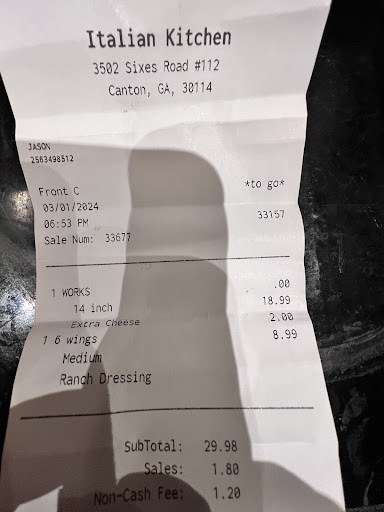 Italian Kitchen
3502 Sixes Road #112
Canton, GA, 30114
JASON
2563498512
Front C *to go*
03/01/2024
06:53 PM 33157
Sale Num: 33677
1 WORKS .00
14 inch 18.99
Extra Cheese 2.00
1 6 wings 8.99
Medium
Ranch Dressing
SubTotal: 29.98
Sales: 1.80
Non-Cash Fee: 1.20